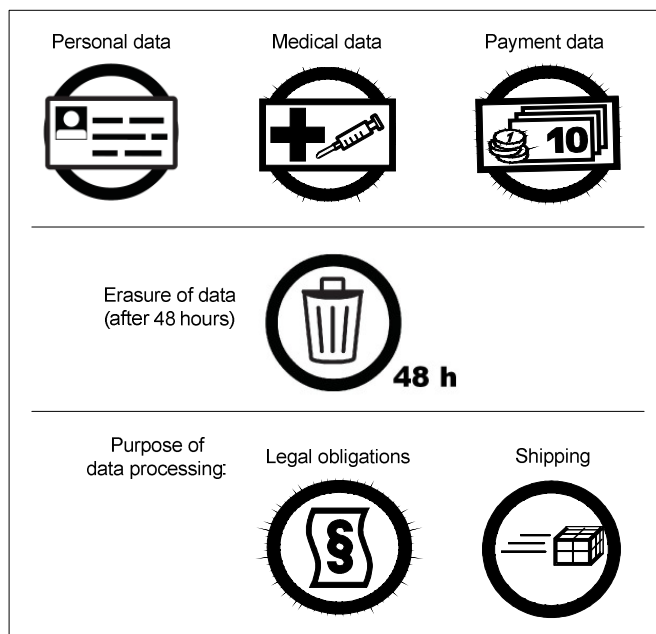 Personal data
Medical data
Payment data
1
10
Erasure of data
(after 48 hours)
48 h
Purpose of
data processing:
Legal obligations
Shipping
§